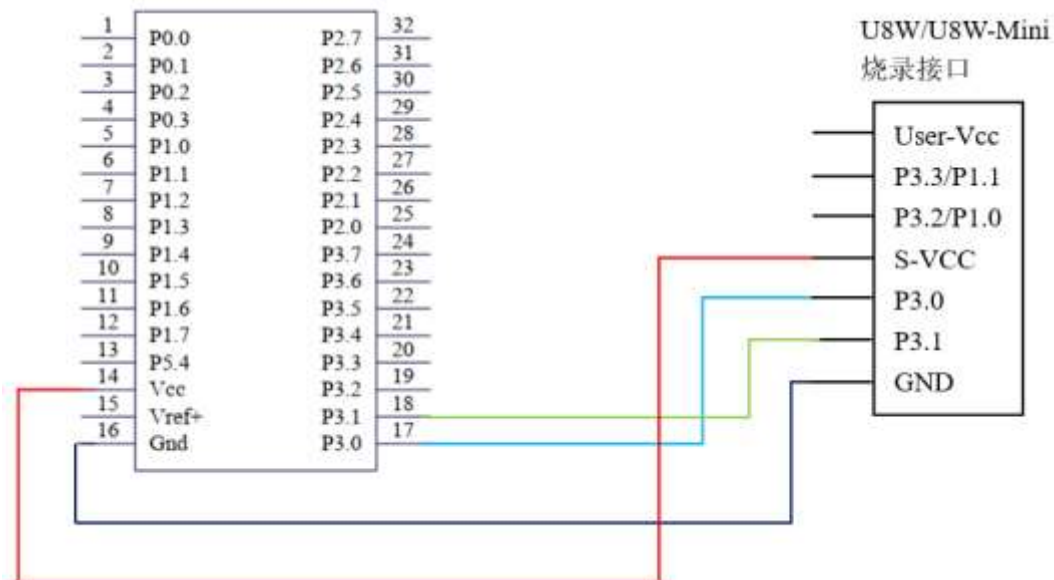 1 P0.0 P2.7 32
2 P0.1 P2.6 31
3 P0.2 P2.5 30
4 P0.3 P2.4 29
5 P1.0 P2.3 28
6 P1.1 P2.2 27
7 P1.2 P2.1 26
8 P1.3 P2.0 25
9 P1.4 P3.7 24
10 P1.5 P3.6 23
11 P1.6 P3.5 22
12 P1.7 P3.4 21
13 P5.4 P3.3 20
14 Vcc P3.2 19
15 Vref+ P3.1 18
16 Gnd P3.0 17
U8W/U8W-Mini
烧录接口
User-Vcc
P3.3/P1.1
P3.2/P1.0
S-VCC
P3.0
P3.1
GND